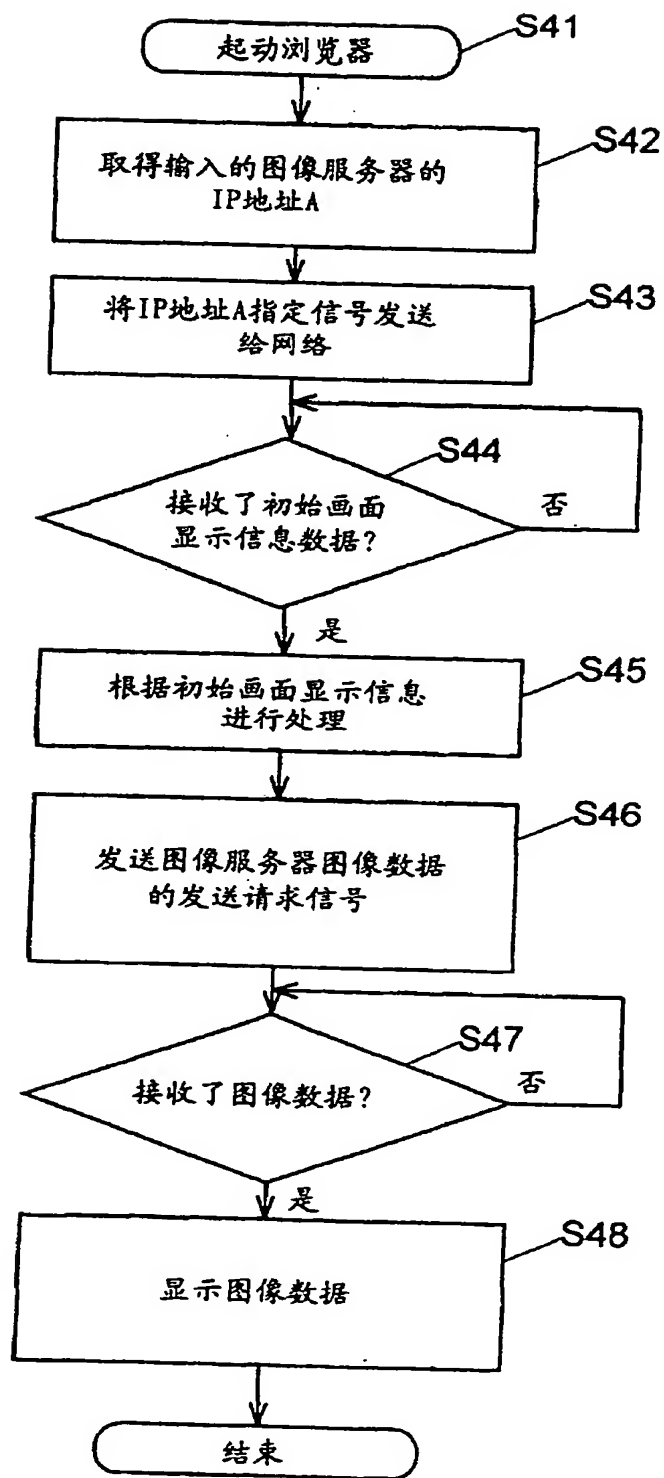 S41
起动浏览器
S42
取得输入的图像服务器的
IP地址A
S43
将IP地址A指定信号发送
给网络
S44
接收了初始画面
显示信息数据?
否
是
S45
根据初始画面显示信息
进行处理
S46
发送图像服务器图像数据
的发送请求信号
S47
接收了图像数据?
否
是
S48
显示图像数据
结束